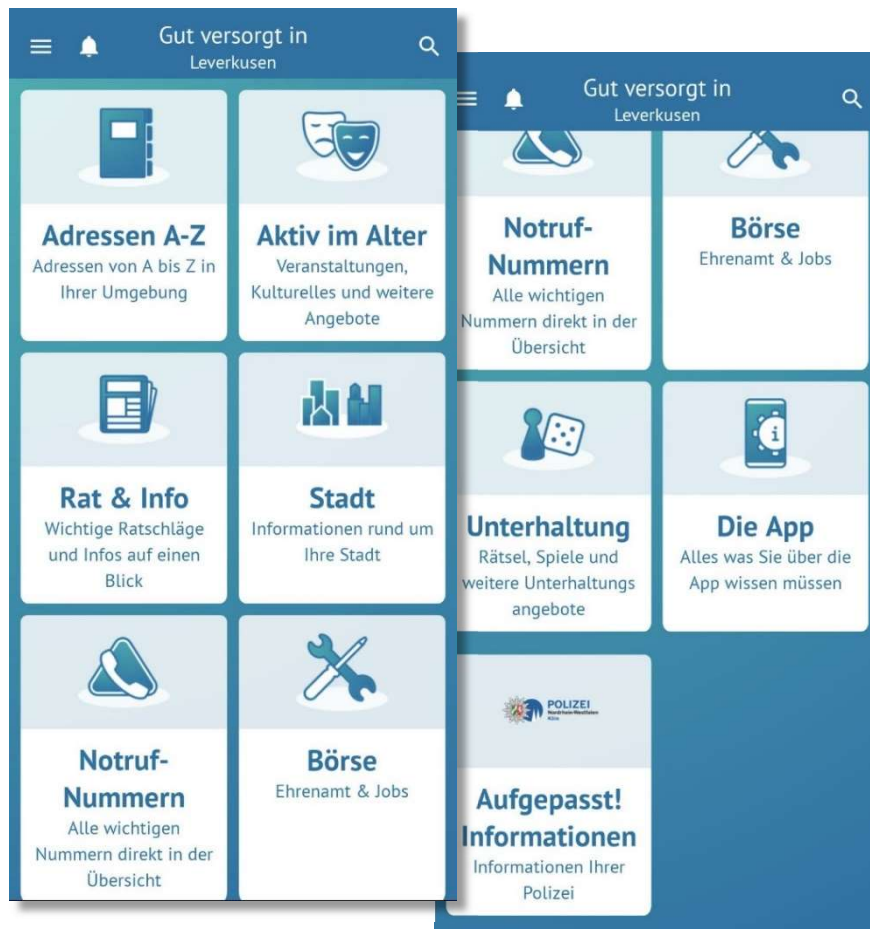 Gut versorgt in
Leverkusen
Adressen A-Z
Adressen von A bis Z in
Ihrer Umgebung
Aktiv im Alter
Veranstaltungen,
Kulturelles und weitere
Angebote
Rat & Info
Wichtige Ratschläge
und Infos auf einen
Blick
Stadt
Informationen rund um
Ihre Stadt
Notruf-
Nummern
Alle wichtigen
Nummern direkt in der
Übersicht
Börse
Ehrenamt & Jobs
Gut versorgt in
Leverkusen
Notruf-
Nummern
Alle wichtigen
Nummern direkt in der
Übersicht
Börse
Ehrenamt & Jobs
Unterhaltung
Rätsel, Spiele und
weitere Unterhaltungs
angebote
Die App
Alles was Sie über die
App wissen müssen
POLIZEI
Nordrhein-Westfalen
Köln
Aufgepasst!
Informationen
Informationen Ihrer
Polizei